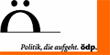 Ö
Politik, die aufgeht. ödp.